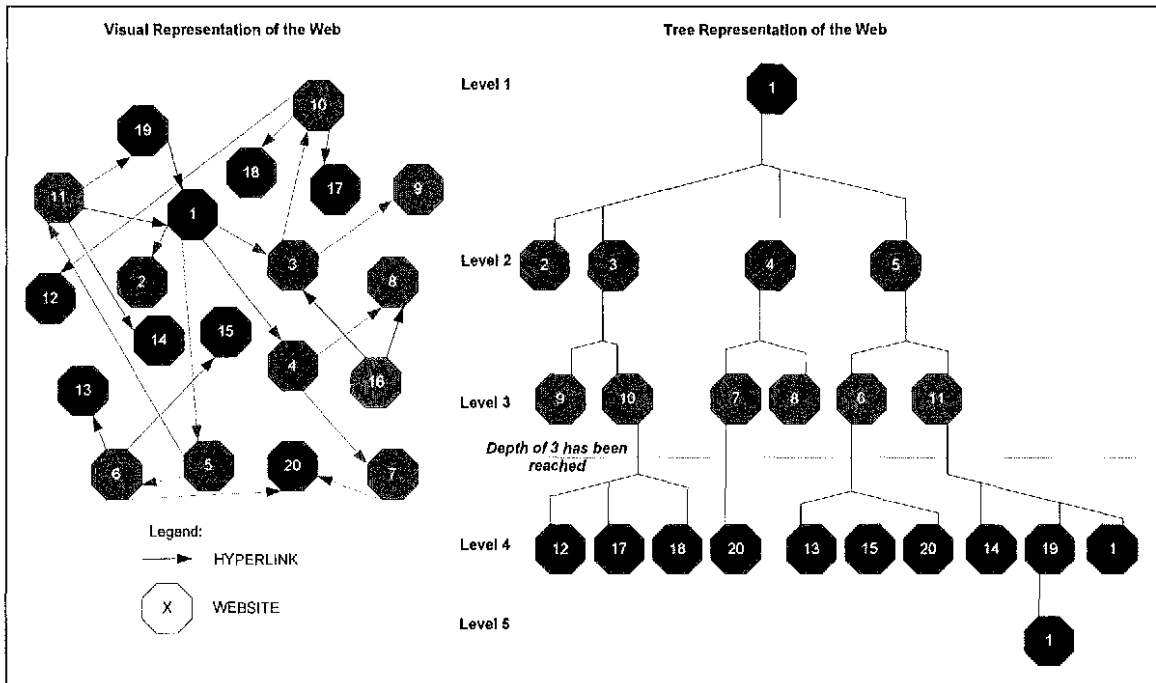 Visual Representation of the Web
10
19
18
17
9
11
1
3
2
8
12
14
15
4
16
13
6
5
20
7
Legend:
HYPERLINK
X WEBSITE
Tree Representation of the Web
Level 1
1
Level 2
2 3 4 5
Level 3
9 10 7 8 6 11
Depth of 3 has been
reached
Level 4
12 17 18 20 13 15 20 14 19 1
Level 5
1